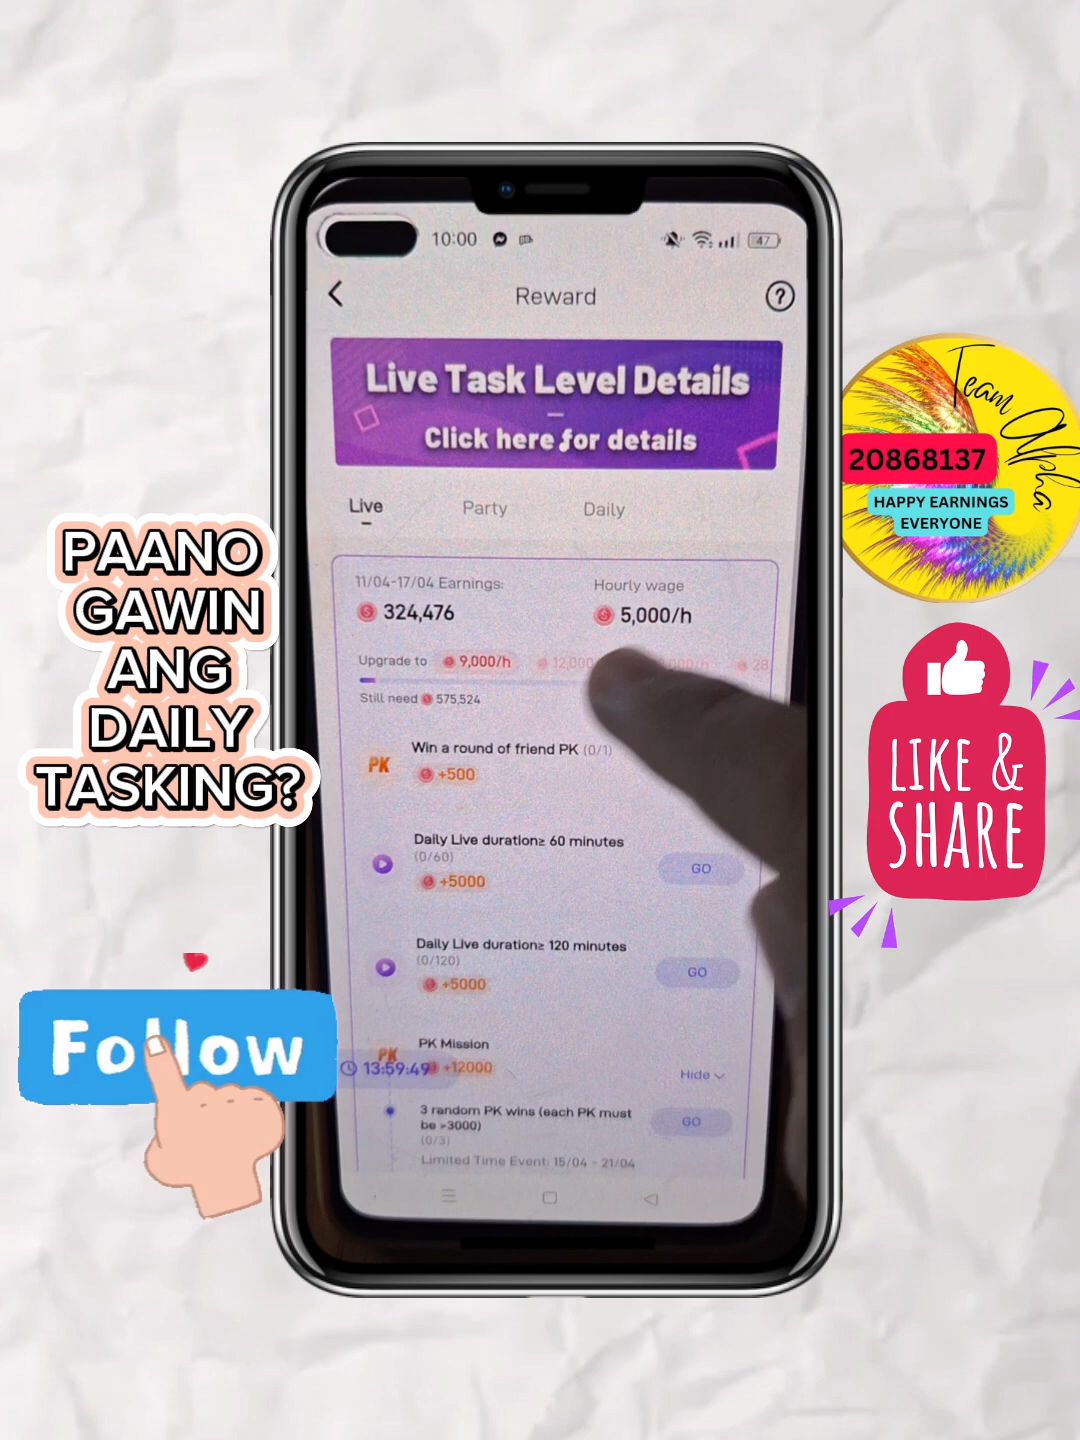 10:00
47
Reward
?
Live Task Level Details
Click here for details
Live Party Daily
11/04-17/04 Earnings: Hourly wage
324,476 5,000/h
Upgrade to 9,000/h 12,000 28
Still need 575,524
PK Win a round of friend PK (0/1)
+500
Daily Live duration≥ 60 minutes
(0/60)
GO
+5000
Daily Live duration≥ 120 minutes
(0/120)
GO
+5000
PK PK Mission
13:59:49 +12000
Hide
3 random PK wins (each PK must
be >3000)
GO
(0/3)
Limited Time Event: 15/04 - 21/04
PAANO
GAWIN
ANG
DAILY
TASKING?
Follow
Team Alpha
20868137
HAPPY EARNINGS
EVERYONE
LIKE &
SHARE